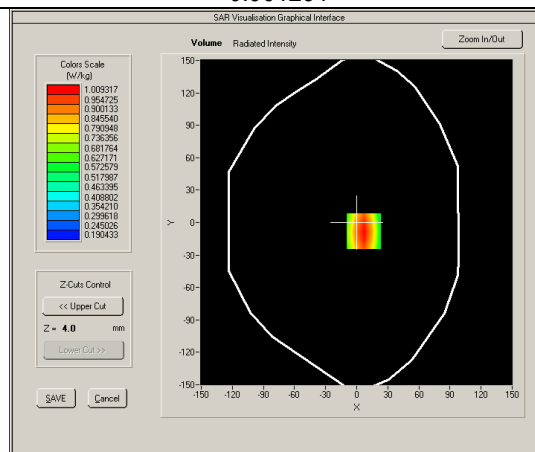 SAR Visualisation Graphical Interface
Volume Radiated Intensity
Zoom In/Out
Colors Scale
(W/kg)
1.009317
0.954725
0.900133
0.845540
0.790948
0.736356
0.681764
0.627171
0.572579
0.517987
0.463395
0.408802
0.354210
0.299618
0.245026
0.190433
Z-Cuts Control
<< Upper Cut
Z = 4.0 mm
Lower Cut >>
SAVE Cancel
150
120
90
60
30
0
-30
-60
-90
-120
-150
Y
-150 -120 -90 -60 -30 0 30 60 90 120 150
X